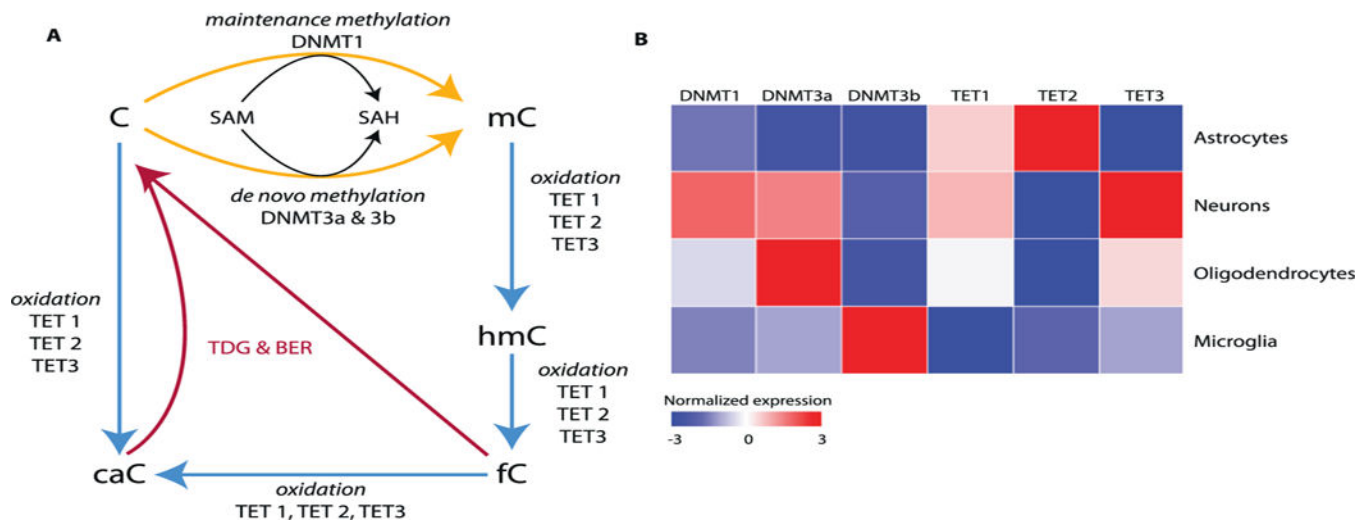 A
maintenance methylation
DNMT1
C
SAM
SAH
mC
de novo methylation
DNMT3a & 3b
oxidation
TET 1
TET 2
TET3
oxidation
TET 1
TET 2
TET3
TDG & BER
hmC
oxidation
TET 1
TET 2
TET3
caC
fC
oxidation
TET 1, TET 2, TET3
B
DNMT1 DNMT3a DNMT3b TET1 TET2 TET3
Astrocytes
Neurons
Oligodendrocytes
Microglia
Normalized expression
-3 0 3